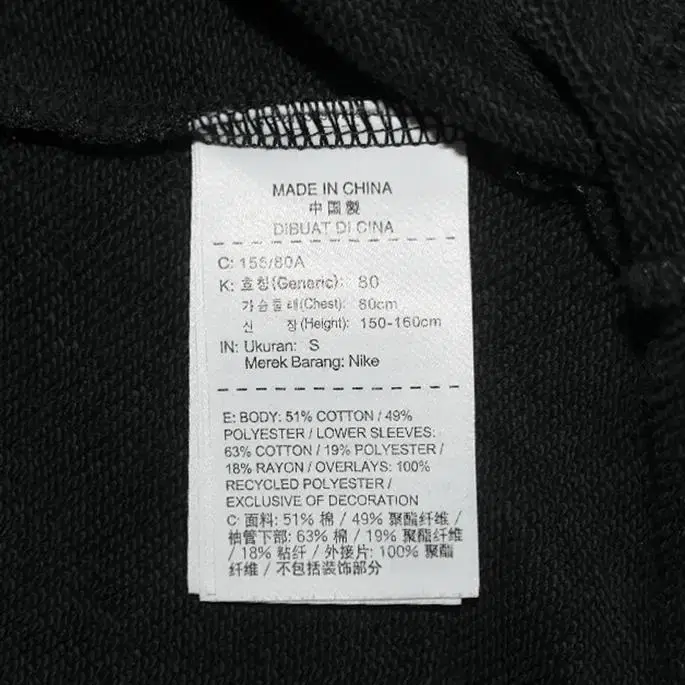 MADE IN CHINA
中国製
DIBUAT DI CINA
C: 155/80A
K: 호칭(Generic): 80
가슴둘레(Chest): 80cm
신 장(Height): 150-160cm
IN: Ukuran: S
Merek Barang: Nike
E: BODY: 51% COTTON / 49%
POLYESTER / LOWER SLEEVES:
63% COTTON / 19% POLYESTER /
18% RAYON / OVERLAYS: 100%
RECYCLED POLYESTER /
EXCLUSIVE OF DECORATION
C: 面料: 51% 棉 / 49% 聚酯纤维 /
袖管下部: 63% 棉 / 19% 聚酯纤维
/ 18% 粘纤 / 外接片: 100% 聚酯
纤维 / 不包括装饰部分